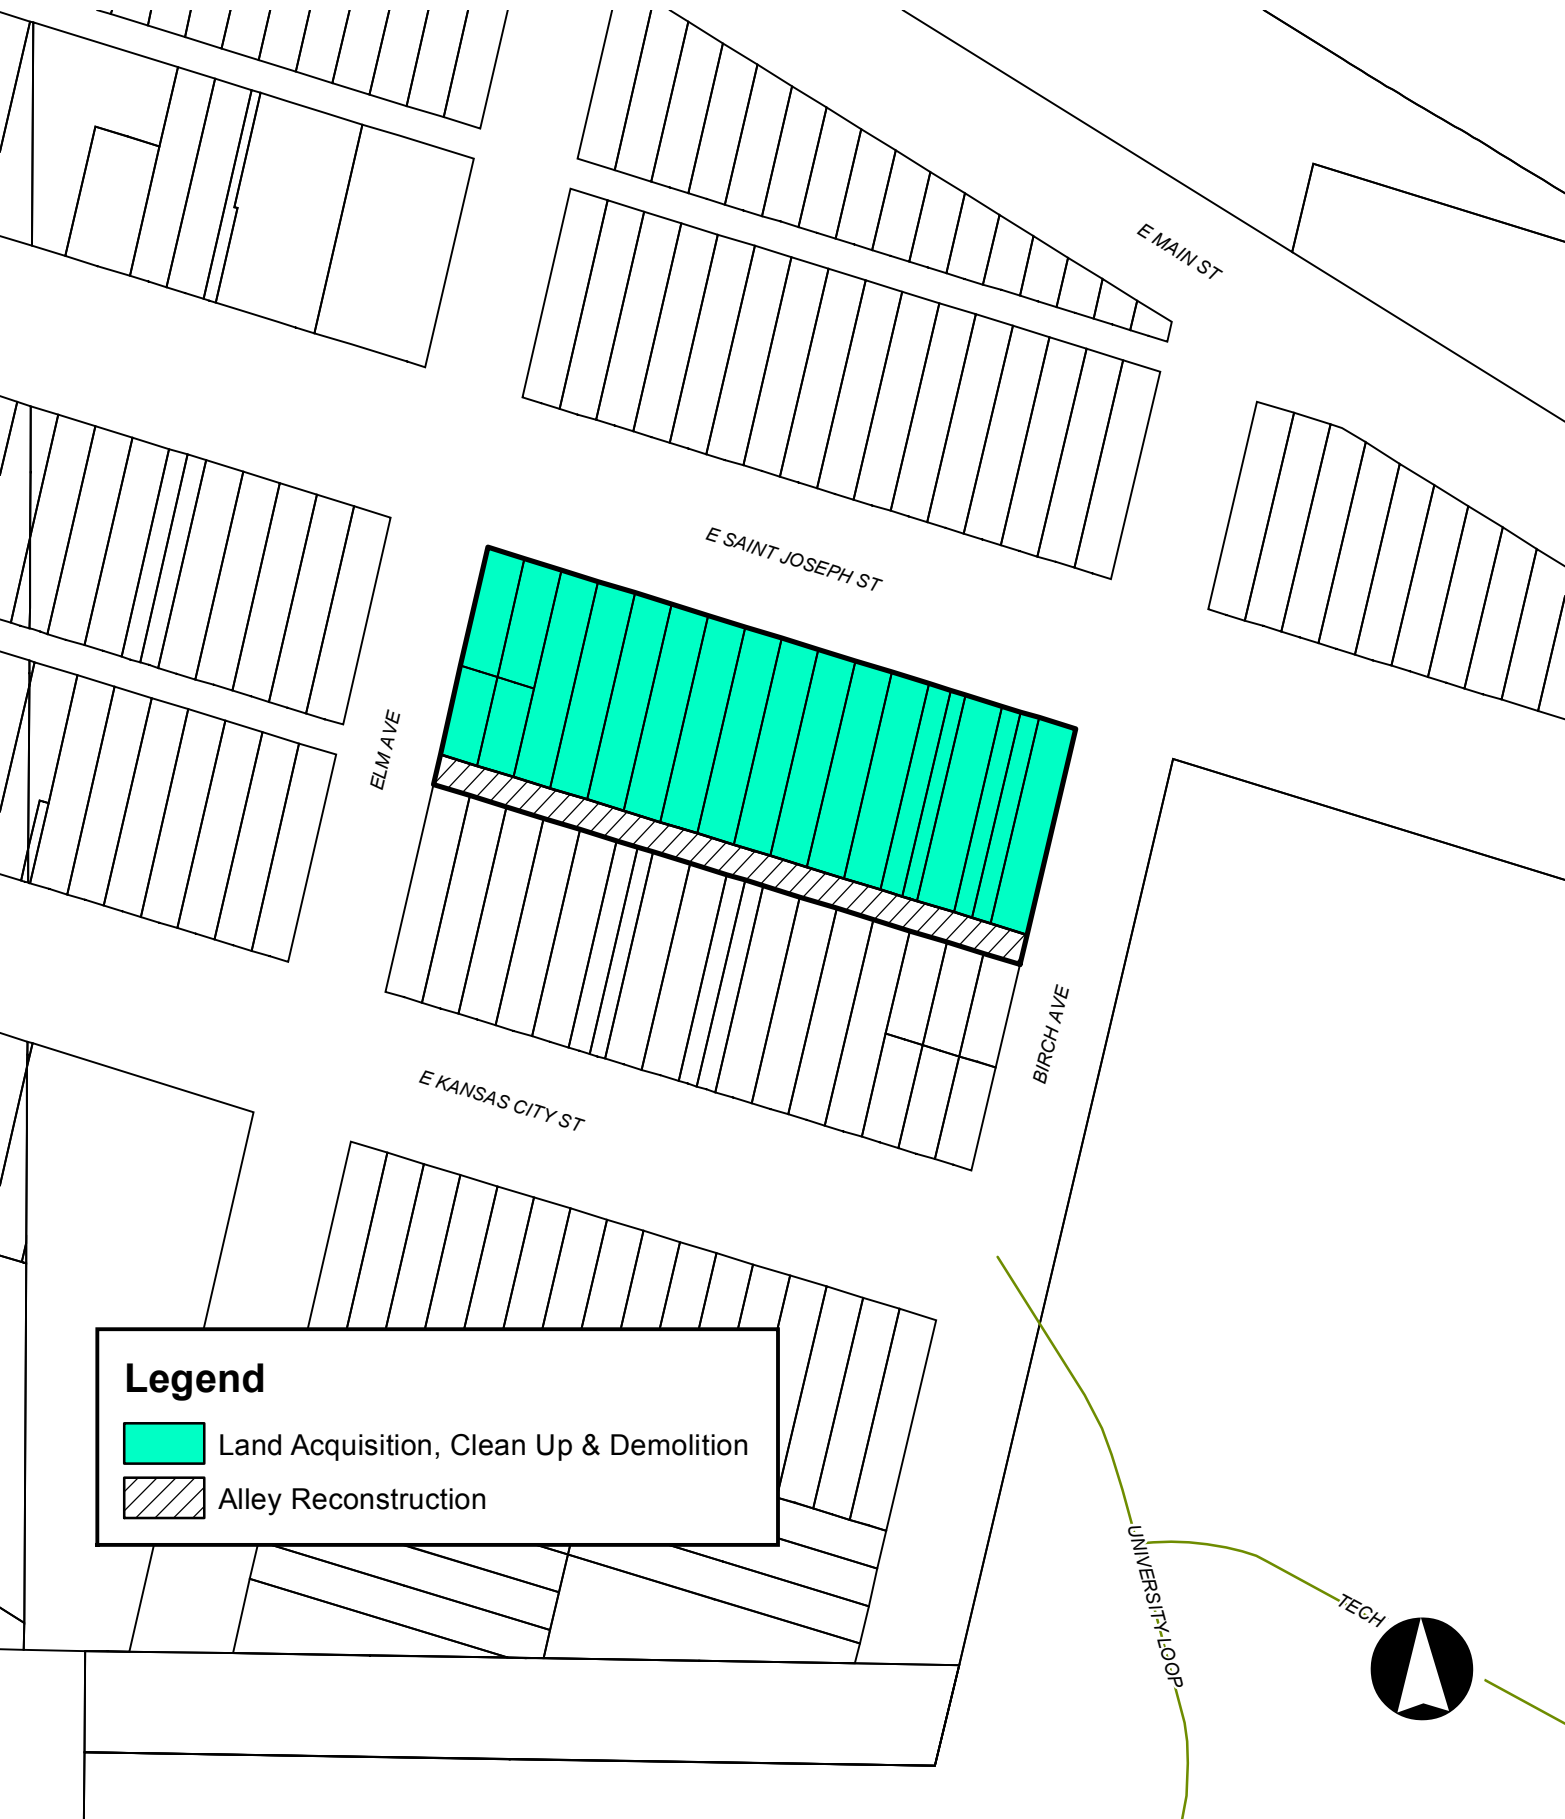 E MAIN ST
E SAINT JOSEPH ST
ELM AVE
BIRCH AVE
E KANSAS CITY ST
Legend
Land Acquisition, Clean Up & Demolition
Alley Reconstruction
UNIVERSITY LOOP
TECH